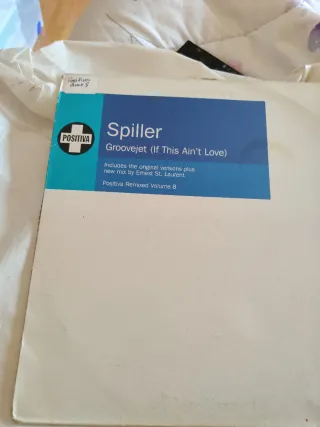 POSITIVA
Spiller
Groovejet (If This Ain't Love)
Includes the original versions plus
new mix by Ernest St. Laurent
Positiva Remixed Volume 8